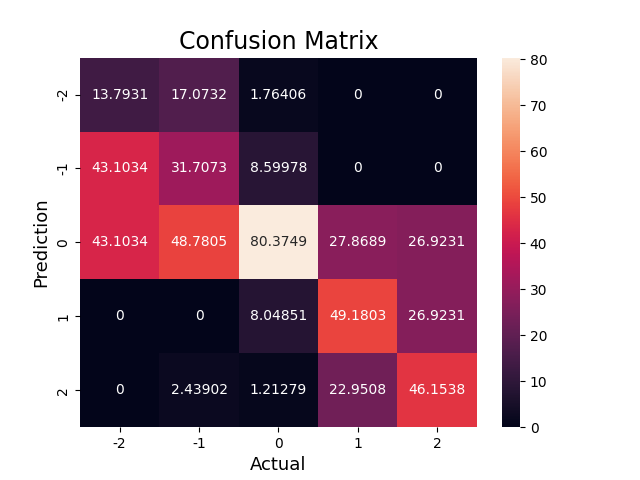 Confusion Matrix
80
-2 13.7931 17.0732 1.76406 0 0
70
-1 43.1034 31.7073 8.59978 0 0
60
50
Prediction
0 43.1034 48.7805 80.3749 27.8689 26.9231
40
30
1 0 0 8.04851 49.1803 26.9231
20
2 0 2.43902 1.21279 22.9508 46.1538
10
0
-2 -1 0 1 2
Actual